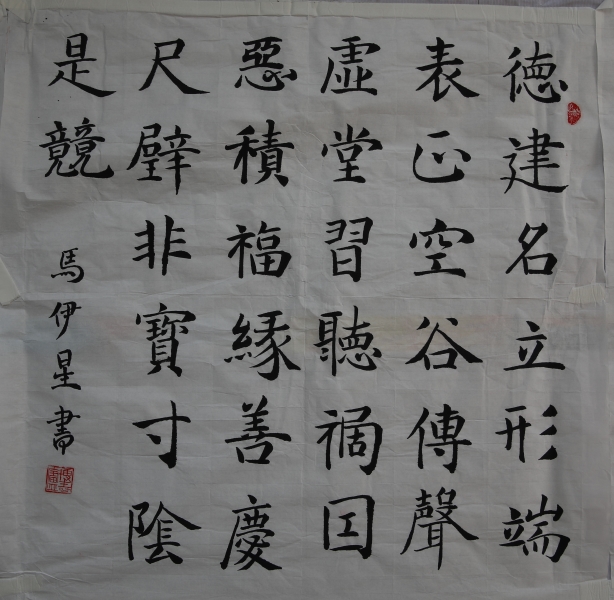 德建名立形端
表正空谷傳聲
虛堂習聽禍因
惡積福緣善慶
尺璧非寶寸陰
是競
馬伊星書